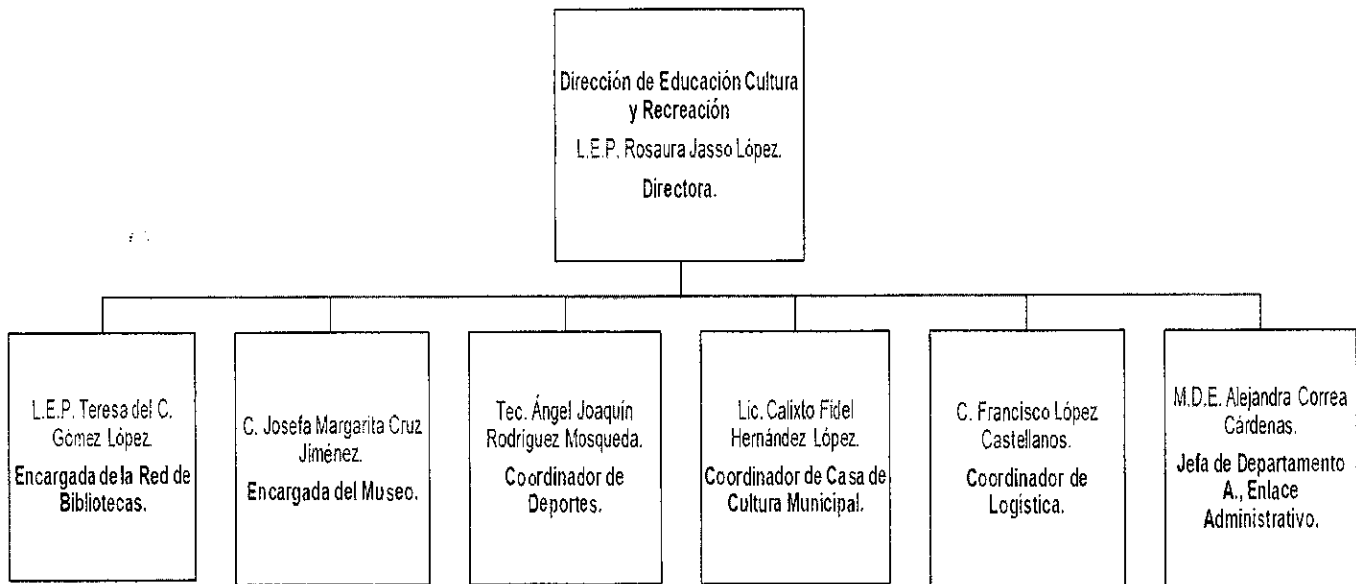 Dirección de Educación Cultura
y Recreación
L.E.P. Rosaura Jasso López.
Directora.
L.E.P. Teresa del C.
Gómez López.
Encargada de la Red de
Bibliotecas.
C. Josefa Margarita Cruz
Jiménez.
Encargada del Museo.
Tec. Ángel Joaquín
Rodríguez Mosqueda.
Coordinador de
Deportes.
Lic. Calixto Fidel
Hernández López.
Coordinador de Casa de
Cultura Municipal.
C. Francisco López
Castellanos.
Coordinador de
Logística.
M.D.E. Alejandra Correa
Cárdenas.
Jefa de Departamento
A., Enlace
Administrativo.